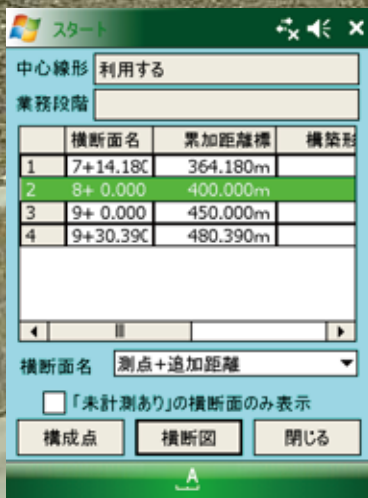 スタート
中心線形 利用する
業務段階
横断面名 累加距離標 構築形
1 7+14.180 364.180m
2 8+ 0.000 400.000m
3 9+ 0.000 450.000m
4 9+30.390 480.390m
横断面名 測点+追加距離
「未計測あり」の横断面のみ表示
構成点 横断図 閉じる
A